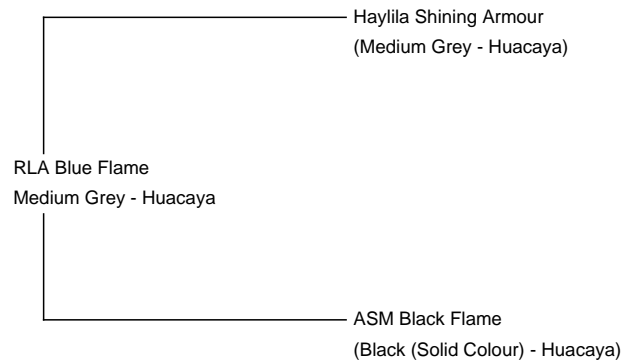 Haylila Shining Armour
(Medium Grey - Huacaya)
RLA Blue Flame
Medium Grey - Huacaya
ASM Black Flame
(Black (Solid Colour) - Huacaya)